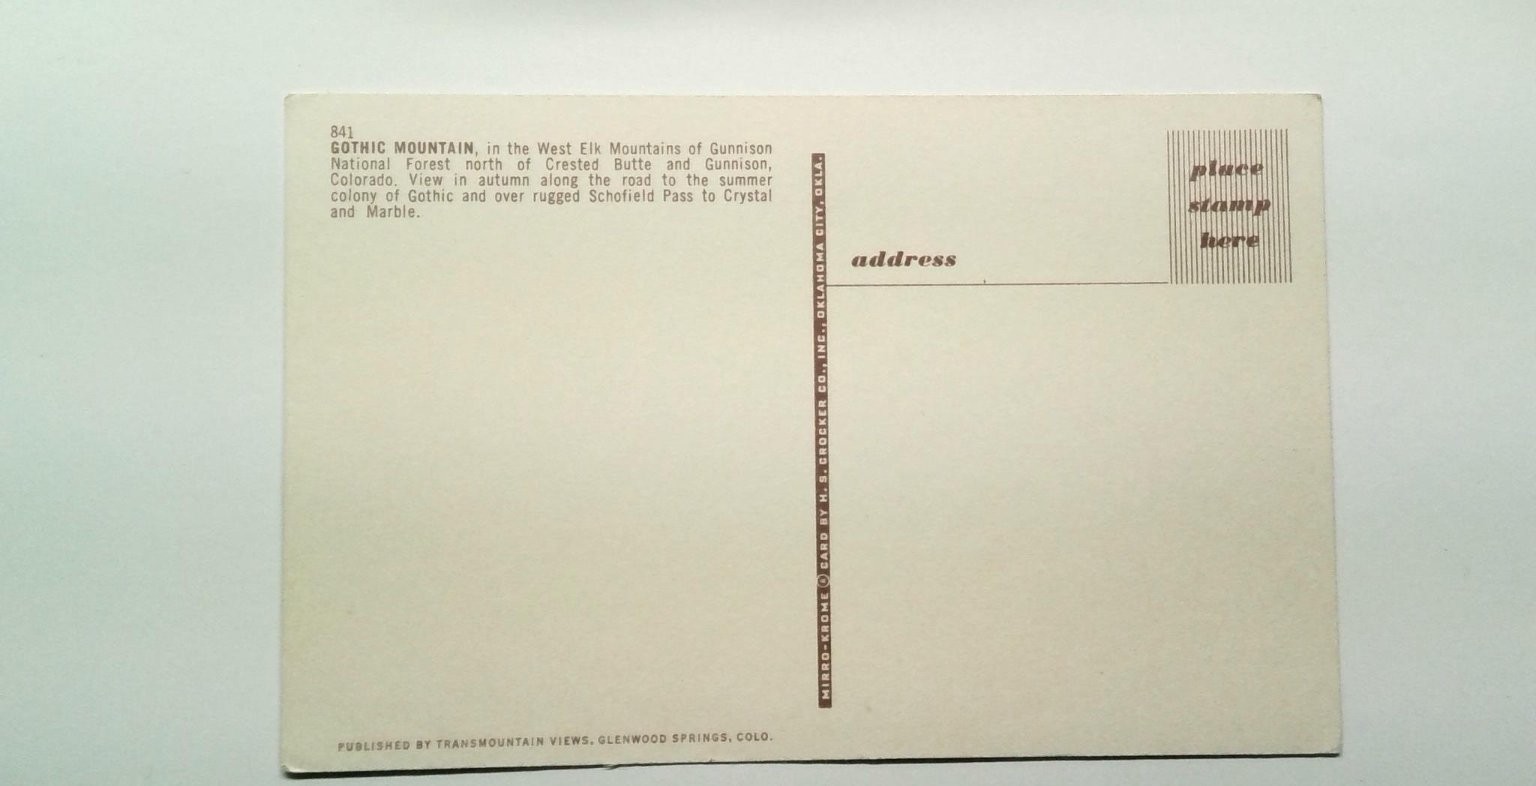 841
GOTHIC MOUNTAIN, in the West Elk Mountains of Gunnison
National Forest north of Crested Butte and Gunnison,
Colorado. View in autumn along the road to the summer
colony of Gothic and over rugged Schofield Pass to Crystal
and Marble.
PUBLISHED BY TRANSMOUNTAIN VIEWS, GLENWOOD SPRINGS, COLO.
MIRRO-KROME ® CARD BY H. S. CROCKER CO., INC., OKLAHOMA CITY, OKLA.
address
place
stamp
here